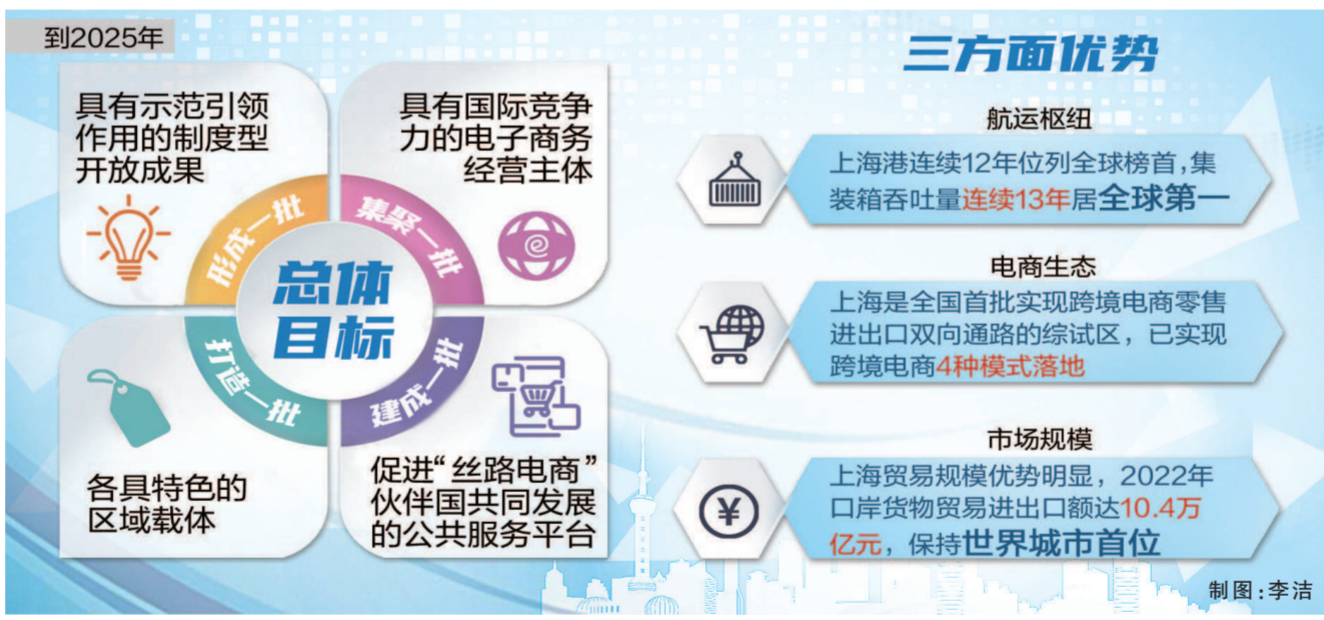 到2025年
具有示范引领
作用的制度型
开放成果
形成一批
具有国际竞争
力的电子商务
经营主体
集聚一批
总体
目标
打造一批
各具特色的
区域载体
建成一批
促进“丝路电商”
伙伴国共同发展
的公共服务平台
三方面优势
航运枢纽
上海港连续12年位列全球榜首,集
装箱吞吐量连续13年居全球第一
电商生态
上海是全国首批实现跨境电商零售
进出口双向通路的综试区，已实现
跨境电商4种模式落地
市场规模
上海贸易规模优势明显，2022年
口岸货物贸易进出口额达10.4万
亿元，保持世界城市首位
制图:李洁